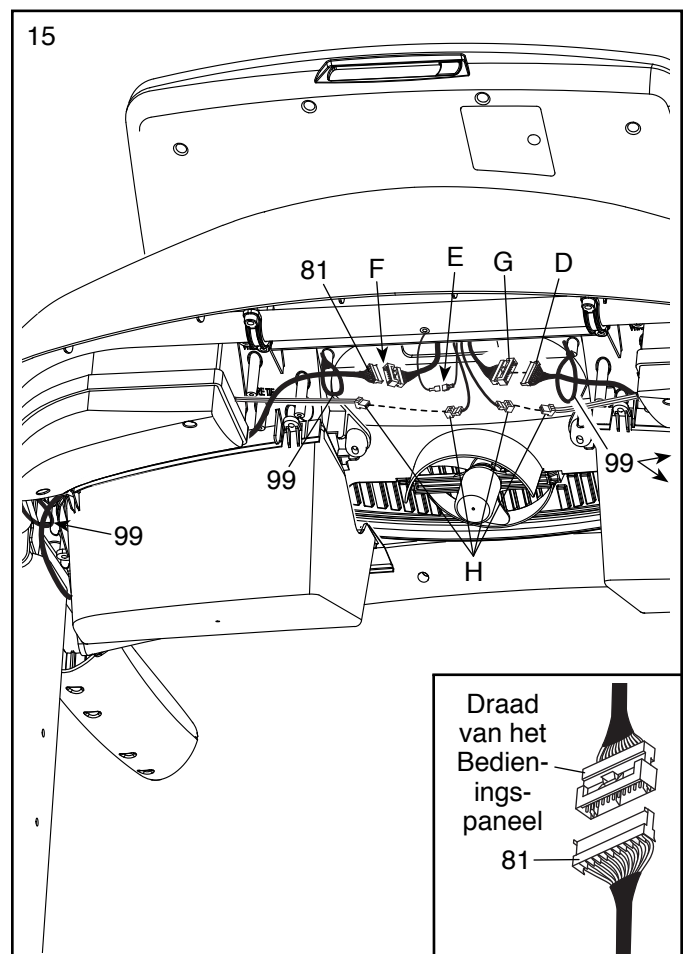 15
81
F
E
G
D
99
99
99
H
Draad
van het
Bedien-
ings-
paneel
81